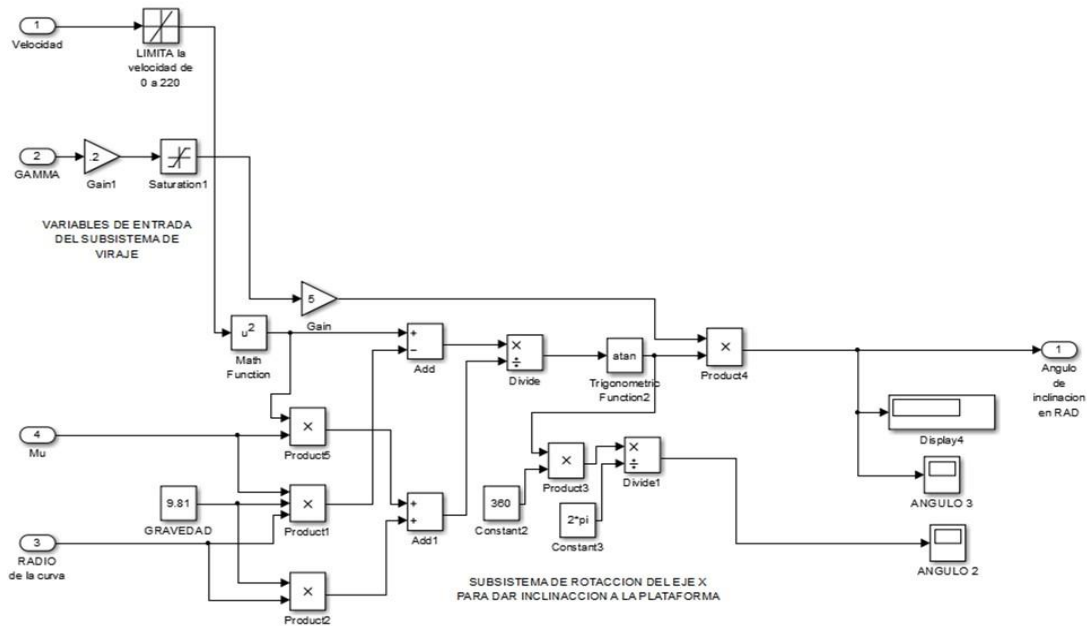 1
Velocidad
LIMITA la
velocidad de
0 a 220
2
GAMMA
.2
Gain1
Saturation1
VARIABLES DE ENTRADA
DEL SUBSISTEMA DE
VIRAJE
5
Gain
u2
Math
Function
+
−
Add
×
÷
Divide
atan
Trigonometric
Function2
×
Product4
1
Angulo
de
inclinacion
en RAD
Display4
ANGULO 3
4
Mu
×
Product5
9.81
GRAVEDAD
×
Product1
+
+
Add1
360
Constant2
×
Product3
2*pi
Constant3
×
÷
Divide1
ANGULO 2
3
RADIO
de la curva
×
Product2
SUBSISTEMA DE ROTACCION DEL EJE X
PARA DAR INCLINACCION A LA PLATAFORMA